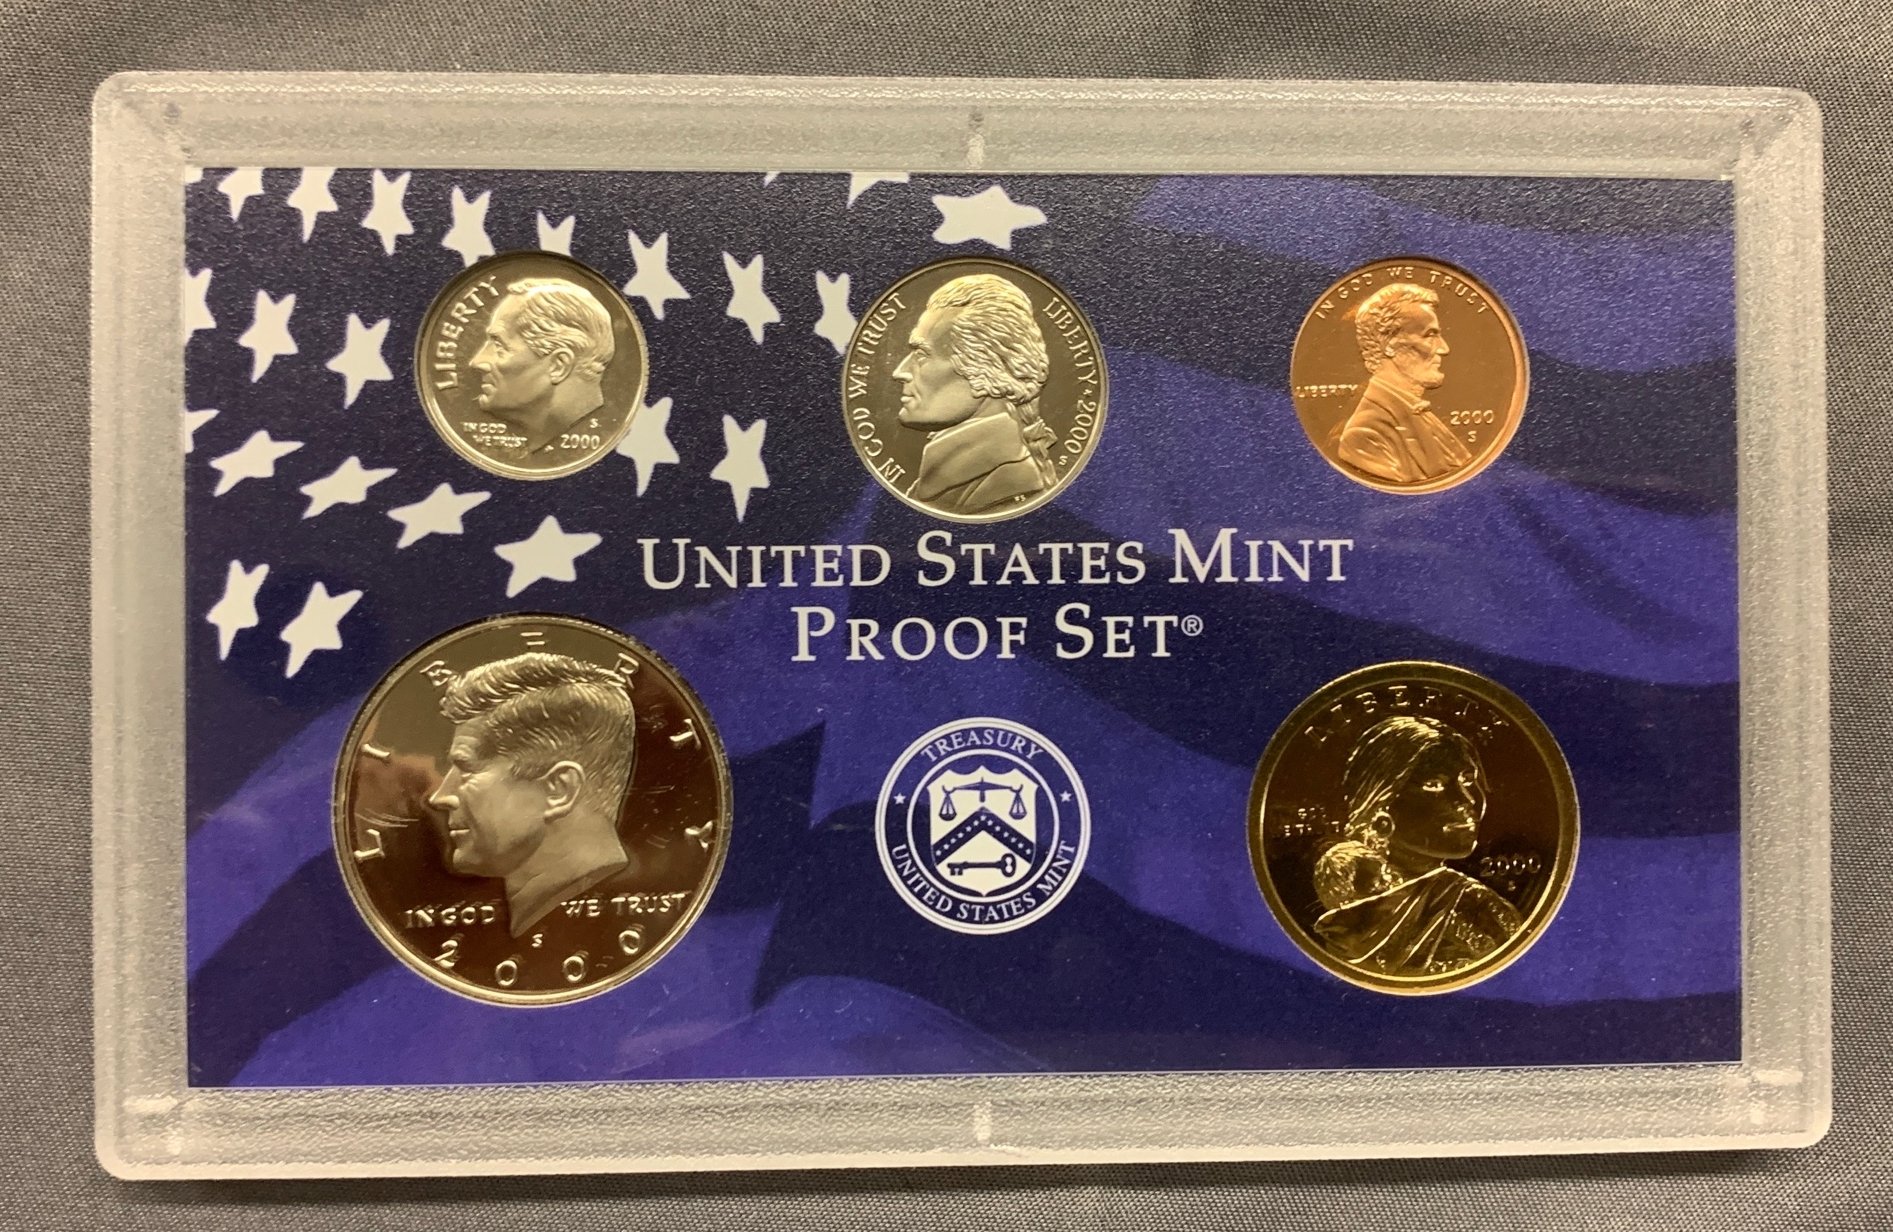 LIBERTY
IN GOD
WE TRUST
S
2000
IN GOD WE TRUST
LIBERTY ★ 2000
S
FS
IN GOD WE TRUST
LIBERTY
2000
S
UNITED STATES MINT
PROOF SET®
LIBERTY
IN GOD WE TRUST
S
2000
TREASURY
UNITED STATES MINT
LIBERTY
2000
S